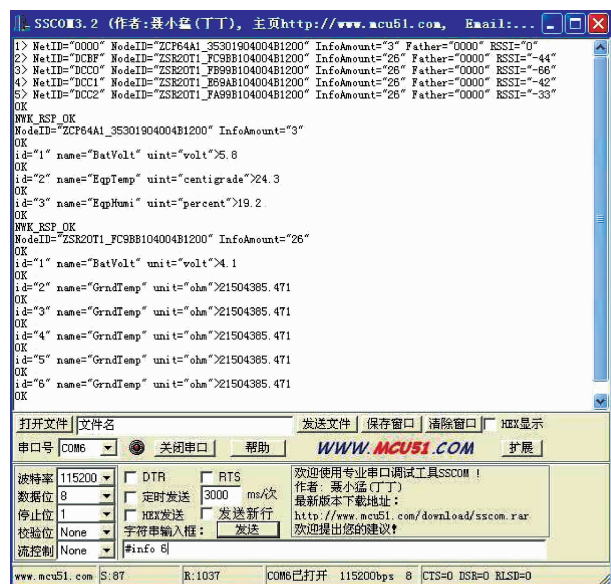 SSCOM3.2 (作者:聂小猛(丁丁), 主页http://www.mcu51.com, Email:...
1> NetID="0000" NodeID="ZCP64A1_35301904004B1200" InfoAmount="3" Father="0000" RSSI="0"
2> NetID="DCBF" NodeID="ZSR20T1_FC9BB104004B1200" InfoAmount="26" Father="0000" RSSI="-44"
3> NetID="DCC0" NodeID="ZSR20T1_FB99B104004B1200" InfoAmount="26" Father="0000" RSSI="-66"
4> NetID="DCC1" NodeID="ZSR20T1_E69AB104004B1200" InfoAmount="26" Father="0000" RSSI="-42"
5> NetID="DCC2" NodeID="ZSR20T1_FA99B104004B1200" InfoAmount="26" Father="0000" RSSI="-33"
OK
NWK_RSP_OK
NodeID="ZCP64A1_35301904004B1200" InfoAmount="3"
OK
id="1" name="BatVolt" uint="volt">5.8
OK
id="2" name="EqpTemp" uint="centigrade">24.3
OK
id="3" name="EqpHumi" uint="percent">19.2
OK
NWK_RSP_OK
NodeID="ZSR20T1_FC9BB104004B1200" InfoAmount="26"
OK
id="1" name="BatVolt" unit="volt">4.1
OK
id="2" name="GrndTemp" unit="ohm">21504385.471
OK
id="3" name="GrndTemp" unit="ohm">21504385.471
OK
id="4" name="GrndTemp" unit="ohm">21504385.471
OK
id="5" name="GrndTemp" unit="ohm">21504385.471
OK
id="6" name="GrndTemp" unit="ohm">21504385.471
OK
打开文件 文件名 发送文件 保存窗口 清除窗口 HEX显示
串口号 COM6 关闭串口 帮助 WWW.MCU51.COM 扩展
波特率 115200 DTR RTS
数据位 8 定时发送 3000 ms/次
停止位 1 HEX发送 发送新行
校验位 None 字符串输入框: 发送
流控制 None #info 6
欢迎使用专业串口调试工具SSCOM !
作者:聂小猛(丁丁)
最新版本下载地址:
http://www.mcu51.com/download/sscom.rar
欢迎提出您的建议!
www.mcu51.com S:87 R:1037 COM6已打开 115200bps 8 CTS=0 DSR=0 RLSD=0